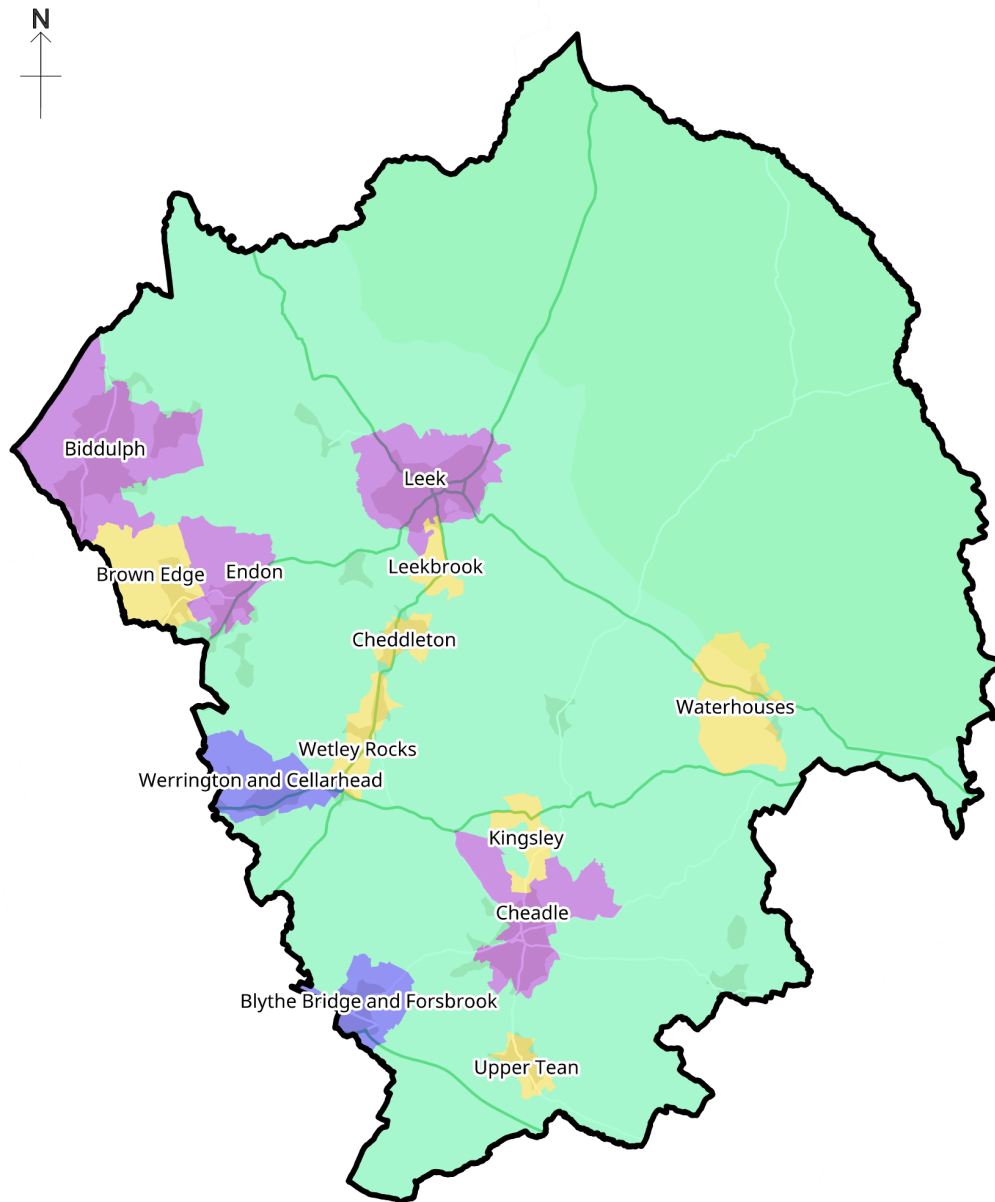 N
Biddulph
Leek
Brown Edge
Endon
Leekbrook
Cheddleton
Waterhouses
Wetley Rocks
Werrington and Cellarhead
Kingsley
Cheadle
Blythe Bridge and Forsbrook
Upper Tean